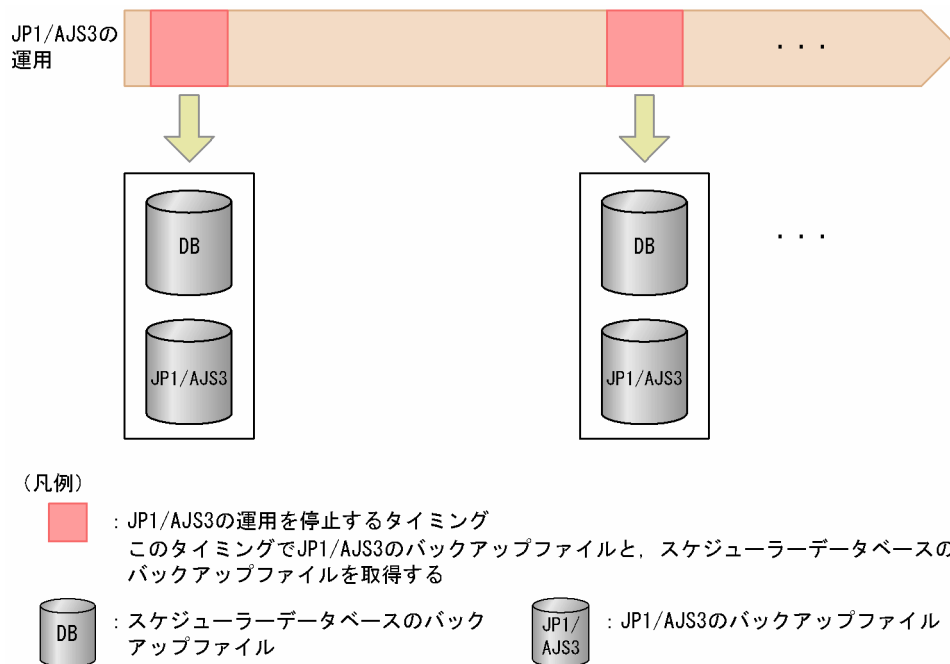 JP1/AJS3の
運用
・・・
DB
DB
・・・
JP1/AJS3
JP1/AJS3
（凡例）
：JP1/AJS3の運用を停止するタイミング
このタイミングでJP1/AJS3のバックアップファイルと，スケジューラーデータベースの
バックアップファイルを取得する
DB
：スケジューラーデータベースのバック
アップファイル
JP1/
AJS3
：JP1/AJS3のバックアップファイル